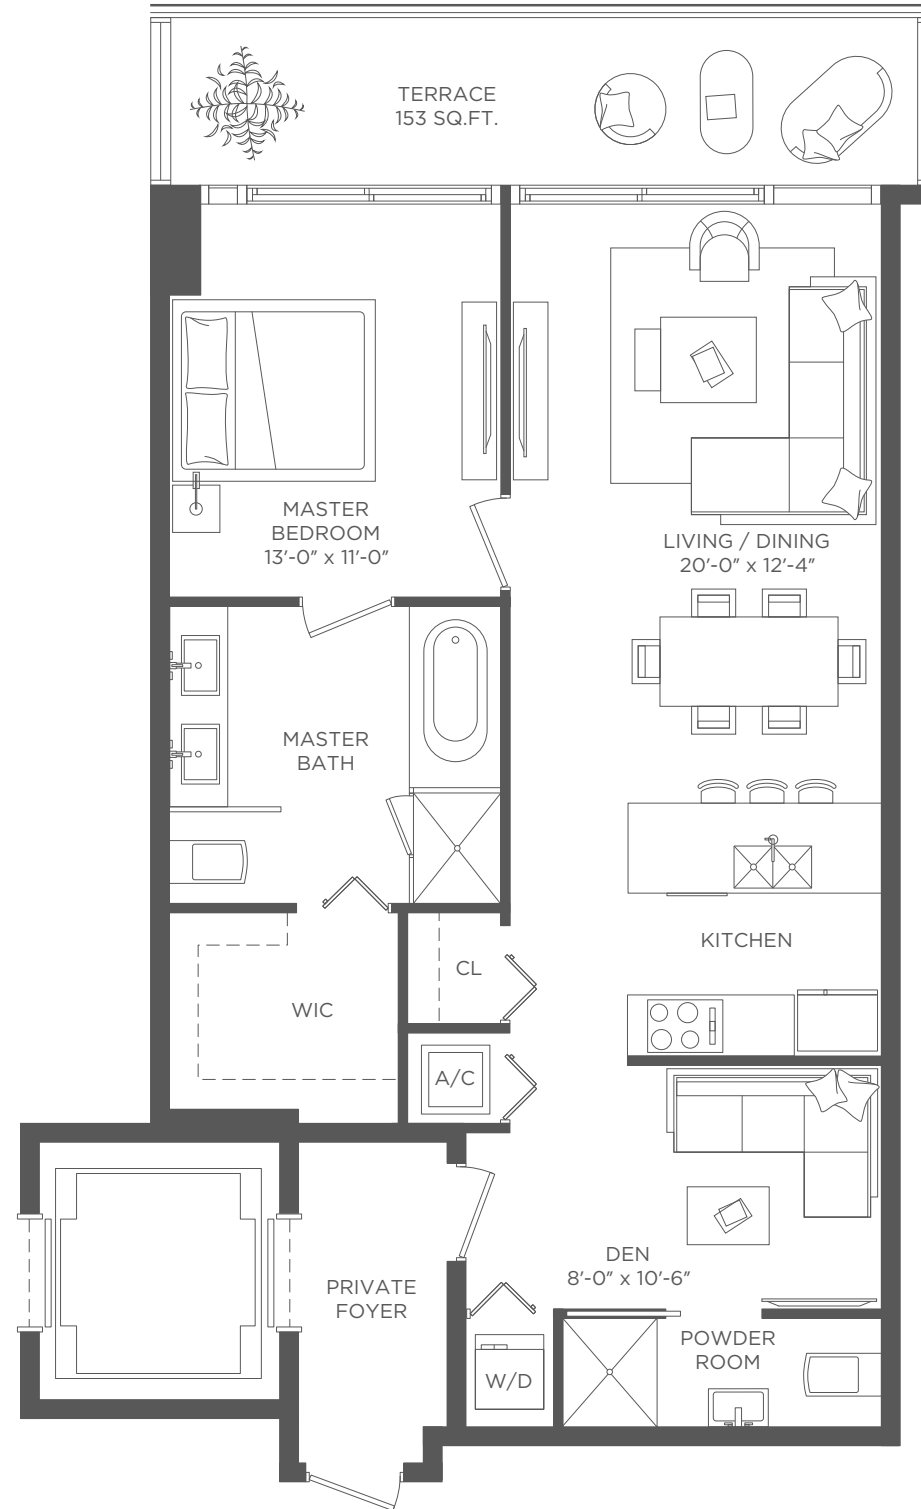 TERRACE
153 SQ.FT.
MASTER
BEDROOM
13'-0" x 11'-0"
LIVING / DINING
20'-0" x 12'-4"
MASTER
BATH
KITCHEN
CL
WIC
A/C
DEN
8'-0" x 10'-6"
PRIVATE
FOYER
POWDER
ROOM
W/D